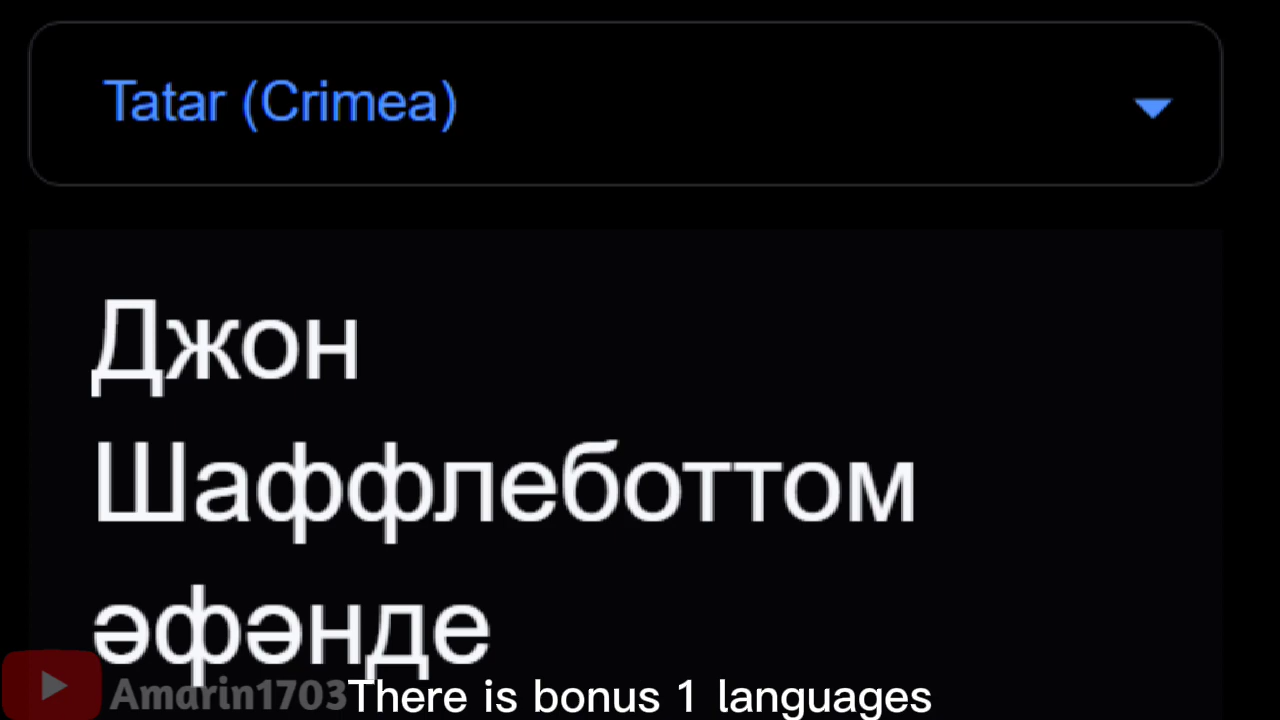 Tatar (Crimea)
Джон
Шаффлеботтом
әфәнде
Amarin1703
There is bonus 1 languages